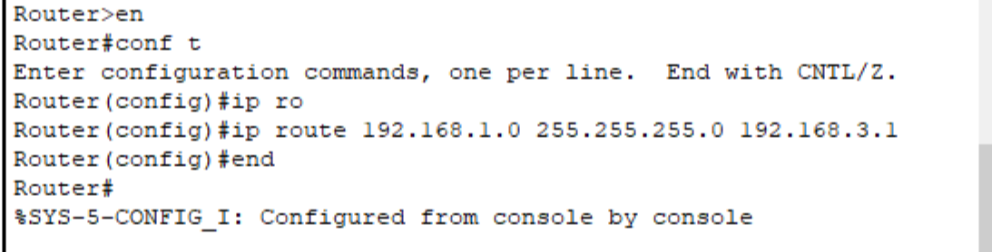 Router>en
Router#conf t
Enter configuration commands, one per line.  End with CNTL/Z.
Router(config)#ip ro
Router(config)#ip route 192.168.1.0 255.255.255.0 192.168.3.1
Router(config)#end
Router#
%SYS-5-CONFIG_I: Configured from console by console